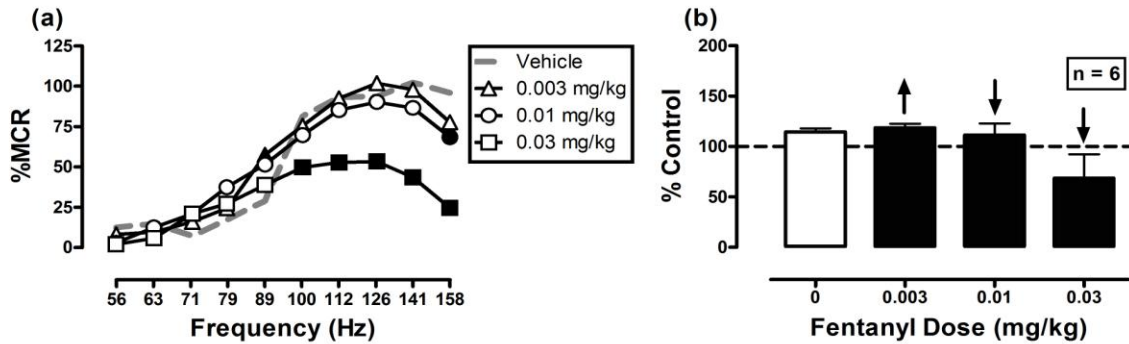 (a)
125
100
75
50
25
0
%MCR
56 63 71 79 89 100 112 126 141 158
Frequency (Hz)
Vehicle
0.003 mg/kg
0.01 mg/kg
0.03 mg/kg
(b)
200
150
100
50
0
% Control
n = 6
0 0.003 0.01 0.03
Fentanyl Dose (mg/kg)